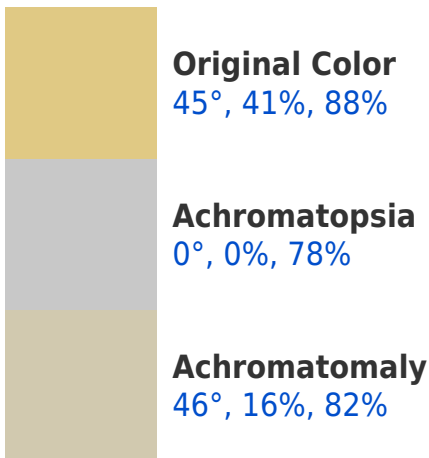 Original Color
45°, 41%, 88%
Achromatopsia
0°, 0%, 78%
Achromatomaly
46°, 16%, 82%